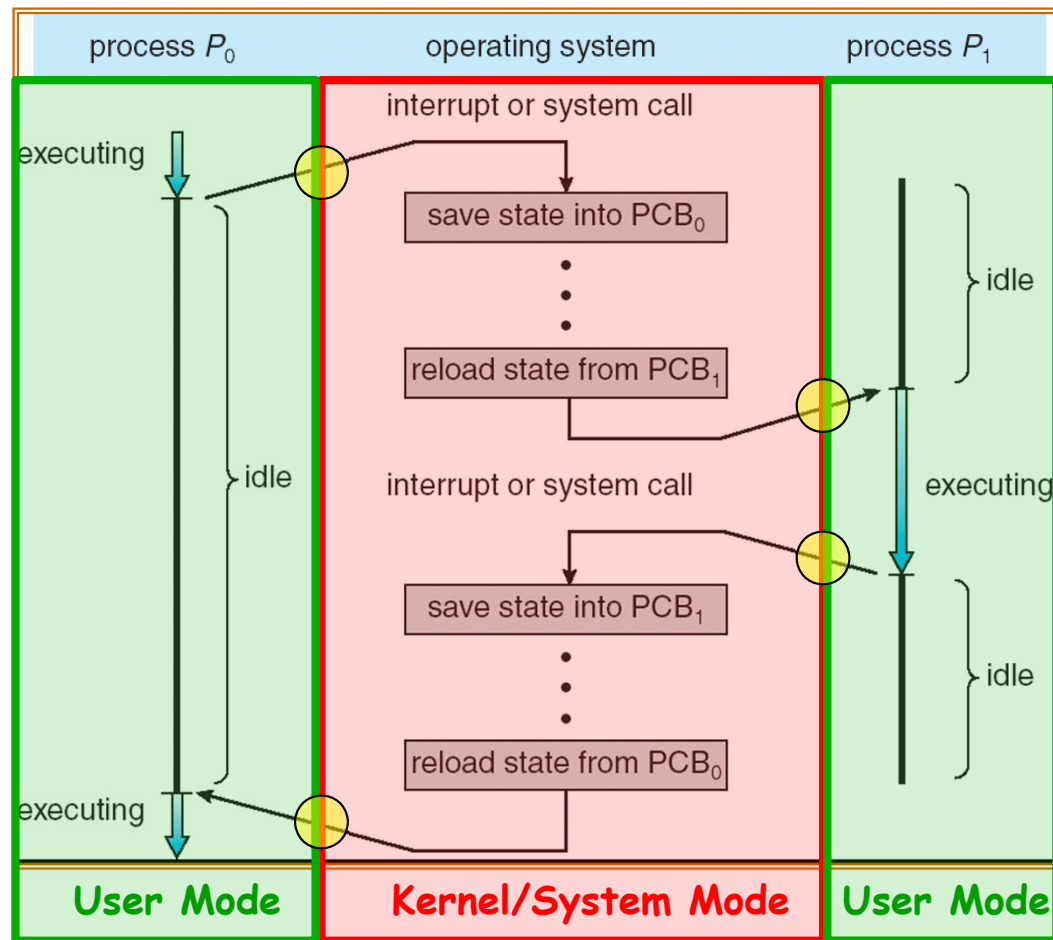 process P₀
operating system
process P₁
interrupt or system call
executing
save state into PCB₀
idle
reload state from PCB₁
idle
interrupt or system call
executing
save state into PCB₁
idle
reload state from PCB₀
executing
User Mode
Kernel/System Mode
User Mode